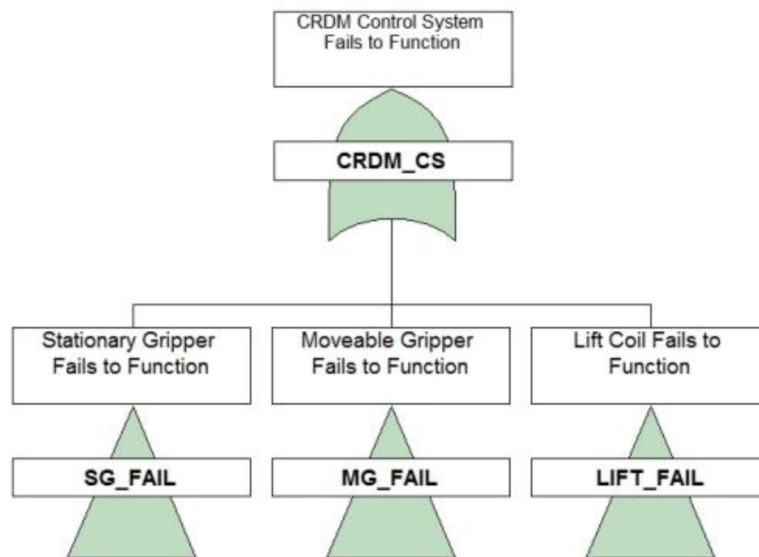 CRDM Control System
Fails to Function
CRDM_CS
Stationary Gripper
Fails to Function
Moveable Gripper
Fails to Function
Lift Coil Fails to
Function
SG_FAIL
MG_FAIL
LIFT_FAIL